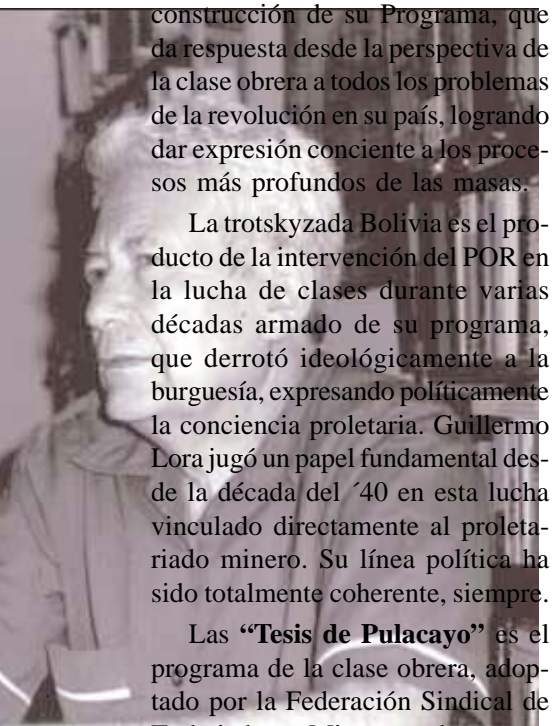 construcción de su Programa, que
da respuesta desde la perspectiva de
la clase obrera a todos los problemas
de la revolución en su país, logrando
dar expresión conciente a los proce-
sos más profundos de las masas.
La trotskyzada Bolivia es el pro-
ducto de la intervención del POR en
la lucha de clases durante varias
décadas armado de su programa,
que derrotó ideológicamente a la
burguesía, expresando políticamente
la conciencia proletaria. Guillermo
Lora jugó un papel fundamental des-
de la década del ´40 en esta lucha
vinculado directamente al proleta-
riado minero. Su línea política ha
sido totalmente coherente, siempre.
Las “Tesis de Pulacayo” es el
programa de la clase obrera, adop-
tado por la Federación Sindical de